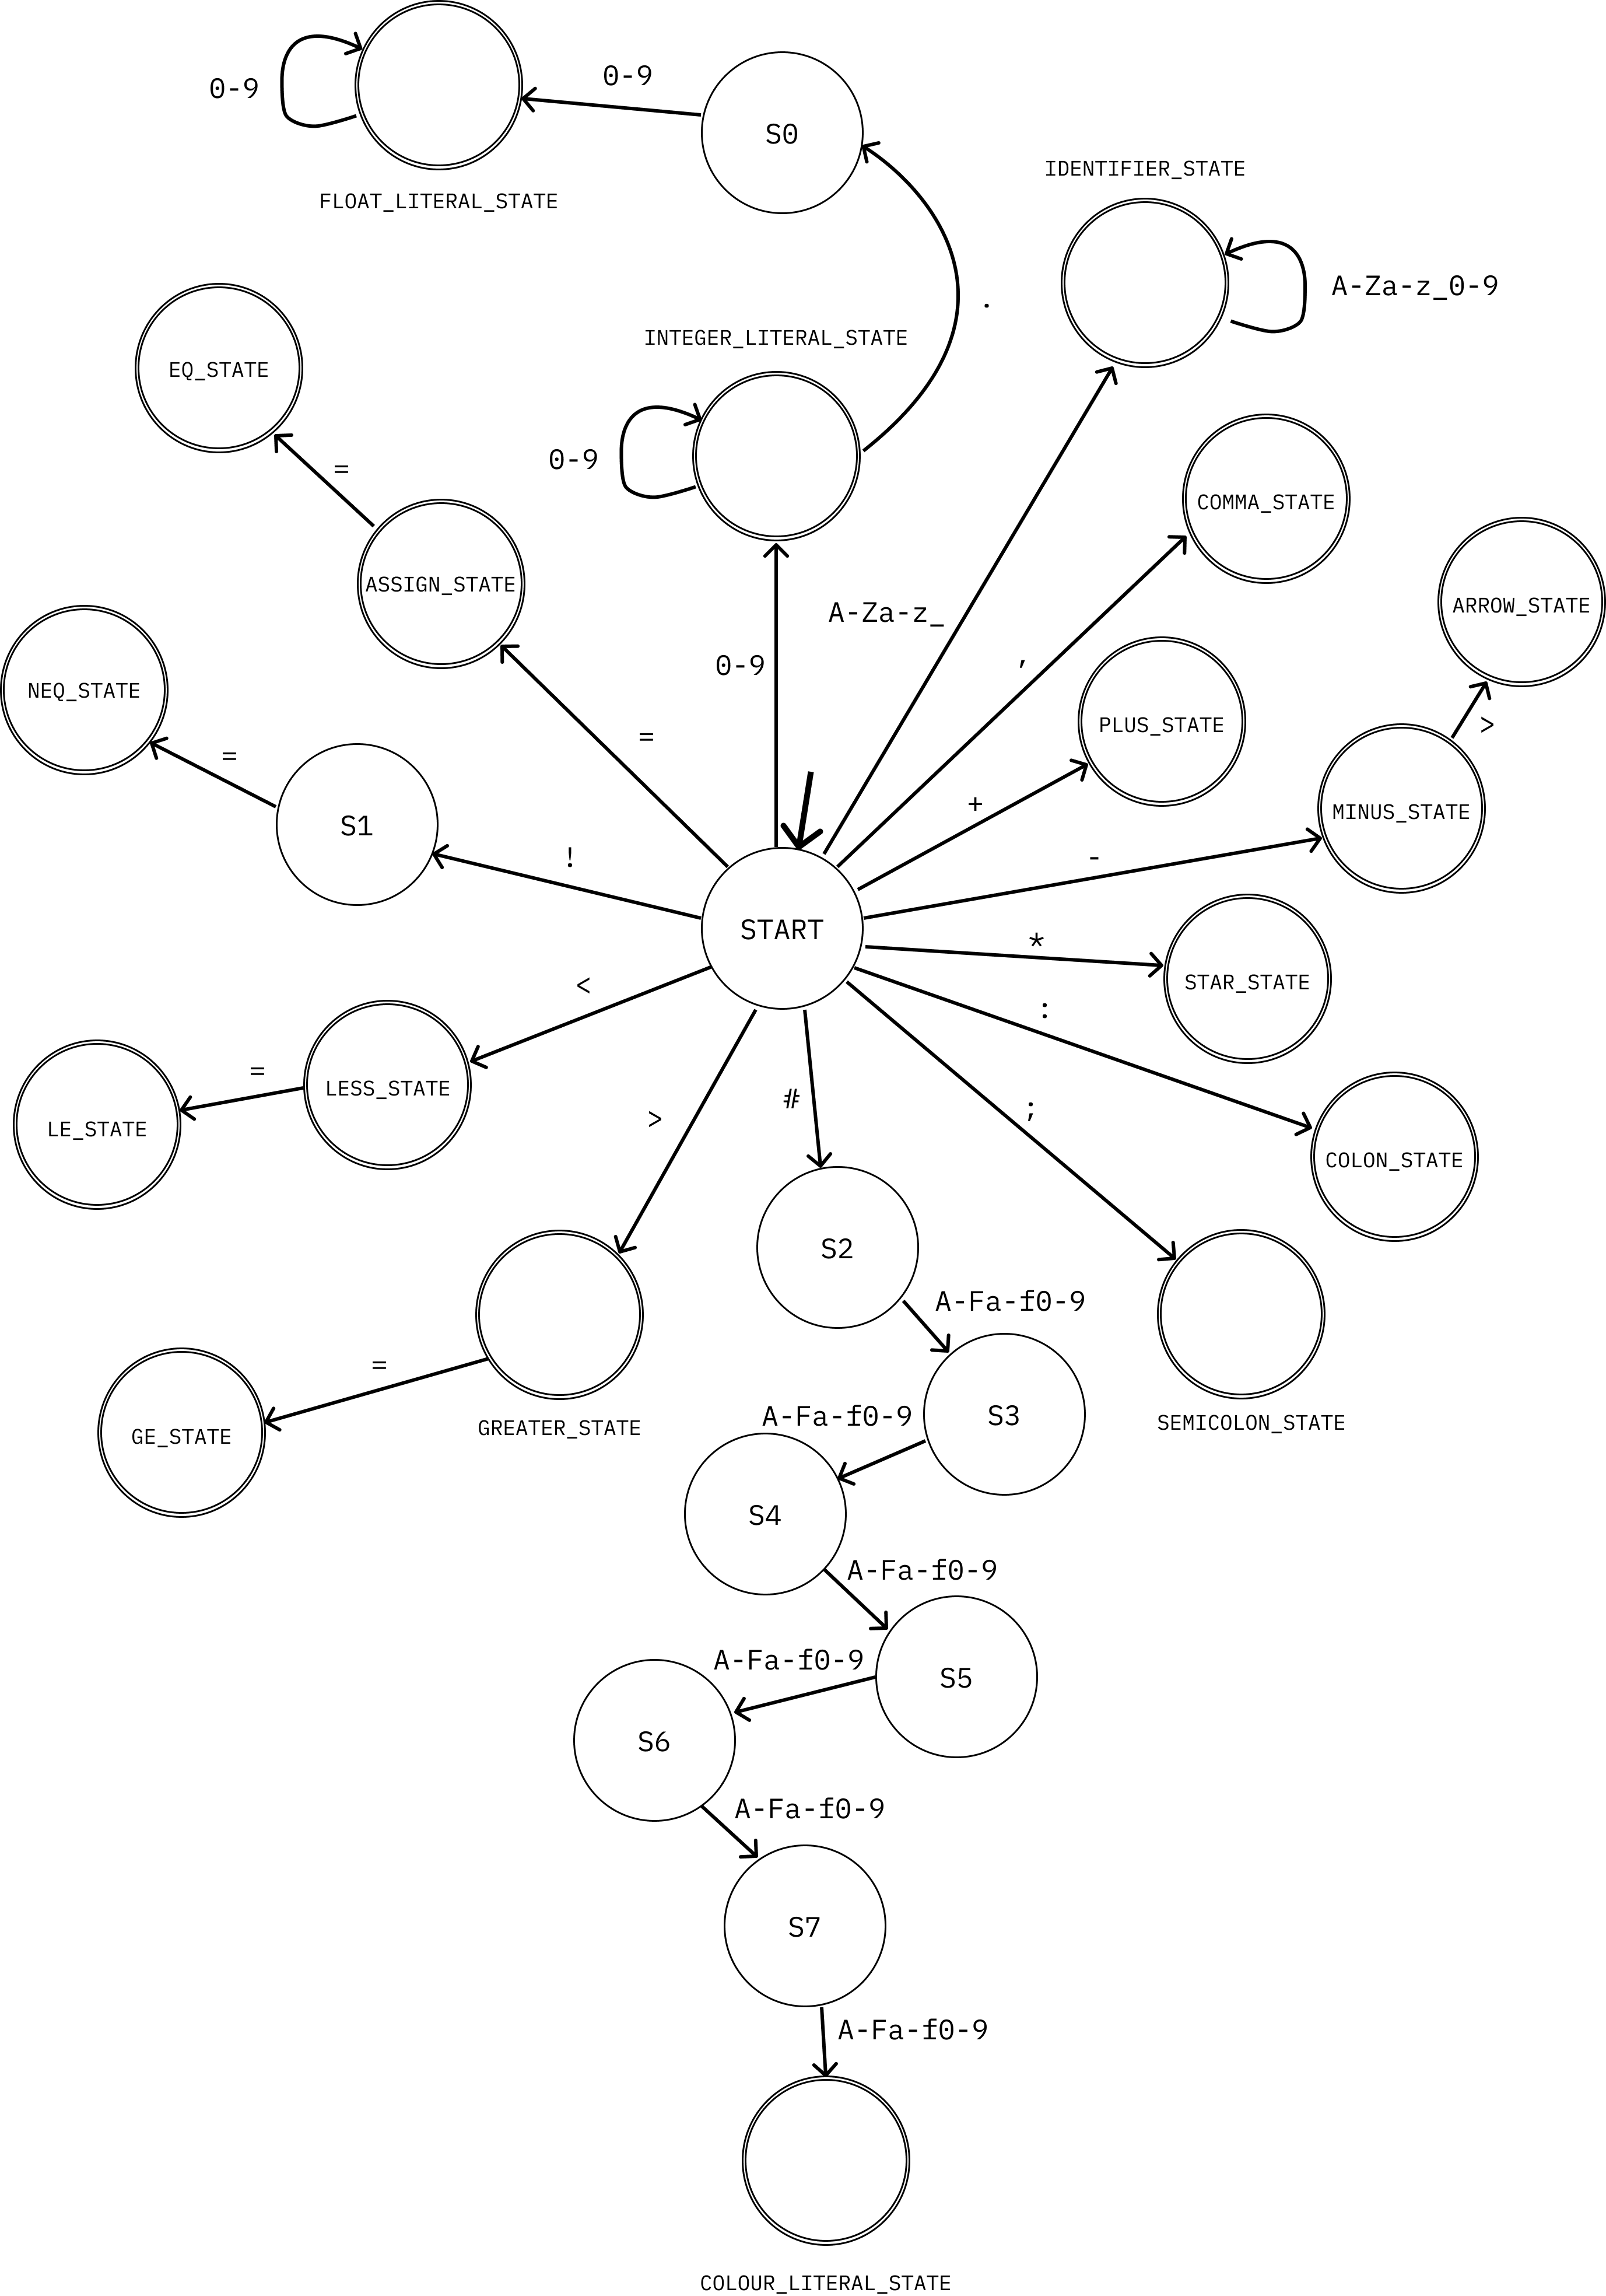 0-9
0-9
S0
FLOAT_LITERAL_STATE
IDENTIFIER_STATE
A-Za-z_0-9
.
INTEGER_LITERAL_STATE
EQ_STATE
0-9
=
COMMA_STATE
ASSIGN_STATE
ARROW_STATE
A-Za-z_
,
0-9
NEQ_STATE
=
PLUS_STATE
>
=
+
MINUS_STATE
S1
!
-
START
*
STAR_STATE
<
:
=
LESS_STATE
#
;
>
LE_STATE
COLON_STATE
S2
A-Fa-f0-9
=
GREATER_STATE
GE_STATE
A-Fa-f0-9
S3
SEMICOLON_STATE
S4
A-Fa-f0-9
A-Fa-f0-9
S5
S6
A-Fa-f0-9
S7
A-Fa-f0-9
COLOUR_LITERAL_STATE